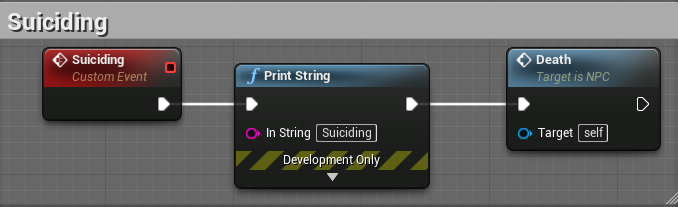 Suiciding
Suiciding
Custom Event
Print String
In String Suiciding
Development Only
Death
Target is NPC
Target self